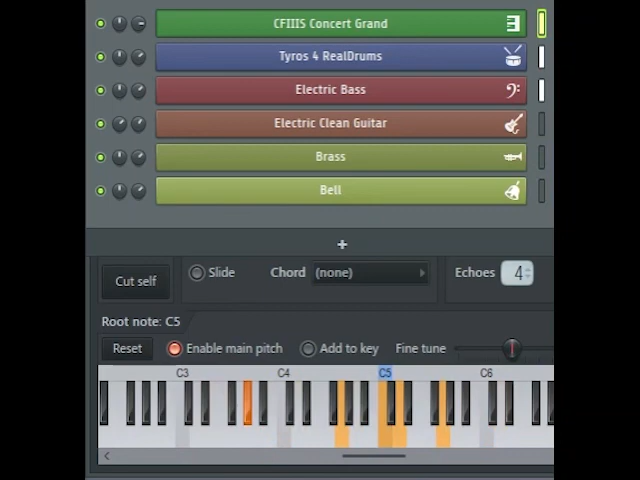 CFIIIS Concert Grand
Tyros 4 RealDrums
Electric Bass
Electric Clean Guitar
Brass
Bell
+
Cut self Slide Chord (none) Echoes 4
Root note: C5
Reset Enable main pitch Add to key Fine tune
C3 C4 C5 C6